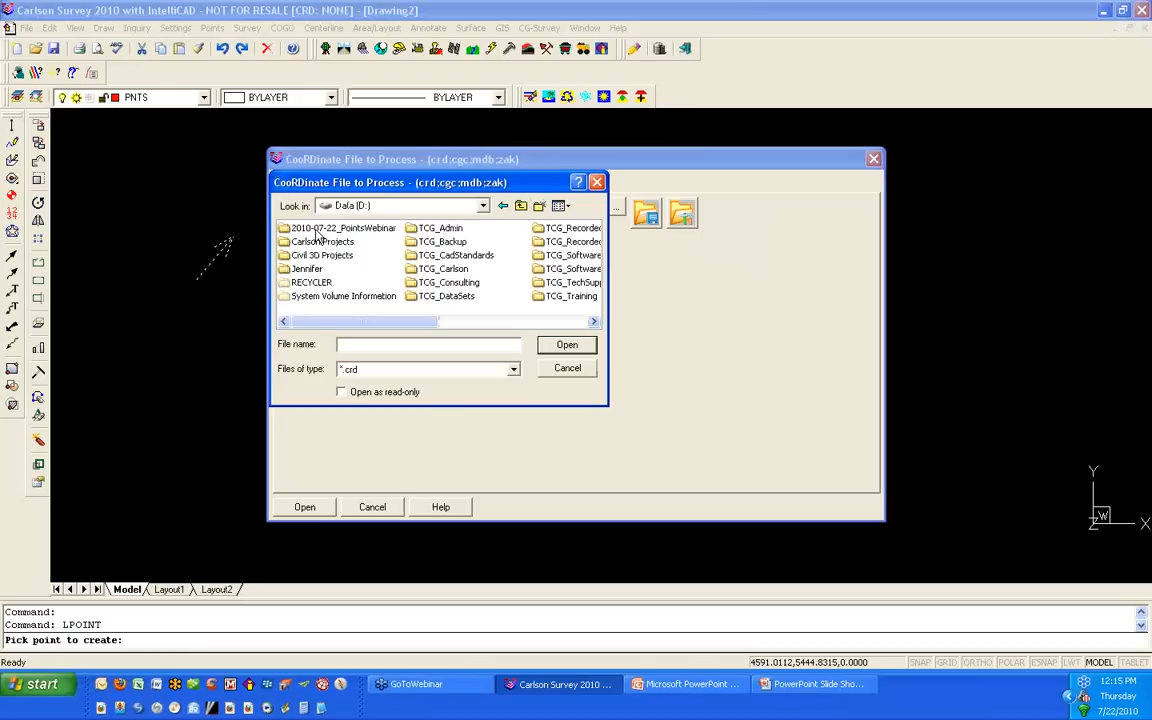 Carlson Survey 2010 with IntelliCAD - NOT FOR RESALE [CRD: NONE] - [Drawing2]
File Edit View Draw Inquiry Settings Points Survey COGO Centerline Area/Layout Annotate Surface GIS CG-Survey Window Help
PNTS BYLAYER BYLAYER
CooRDinate File to Process - (crd;cgc;mdb;zak)
CooRDinate File to Process - (crd;cgc;mdb;zak)
Look in: Data (D:)
2010-07-22_PointsWebinar TCG_Admin TCG_Recorded
Carlson Projects TCG_Backup TCG_Recorde
Civil 3D Projects TCG_CadStandards TCG_Software
Jennifer TCG_Carlson TCG_Software
RECYCLER TCG_Consulting TCG_TechSup
System Volume Information TCG_DataSets TCG_Training
File name: Open
Files of type: *.crd Cancel
Open as read-only
...
Open Cancel Help
Y
W
Z X
Model Layout1 Layout2
Command:
Command: LPOINT
Pick point to create:
Ready 4591.0112,5444.8315,0.0000 SNAP GRID ORTHO POLAR ESNAP LWT MODEL TABLET
start GoToWebinar Carlson Survey 2010 ... Microsoft PowerPoint ... PowerPoint Slide Sho... 12:15 PM
Thursday
7/22/2010